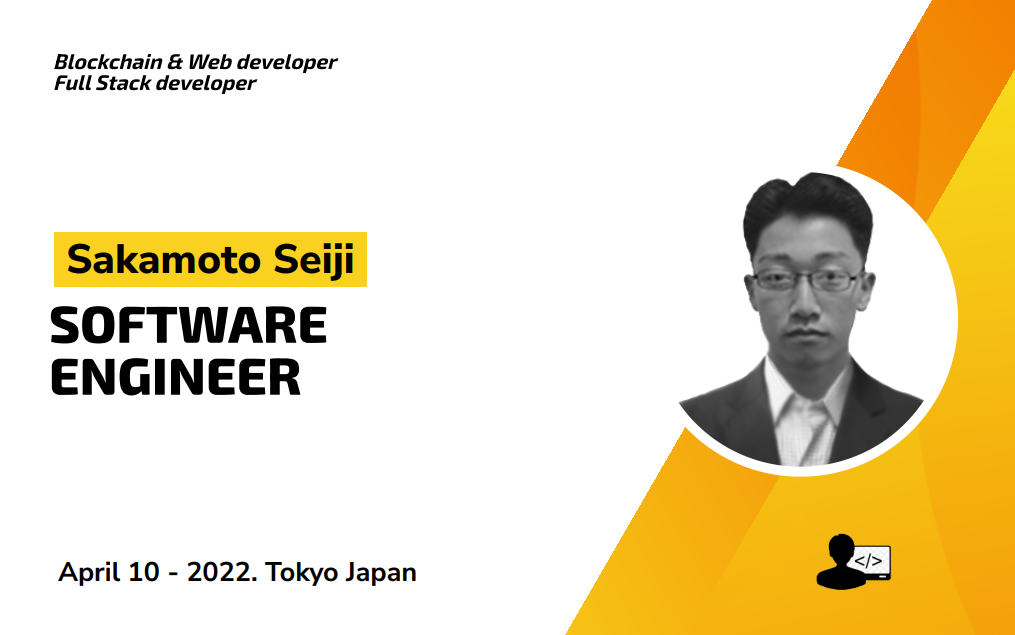 Blockchain & Web developer
Full Stack developer
Sakamoto Seiji
SOFTWARE
ENGINEER
April 10 - 2022. Tokyo Japan
</>